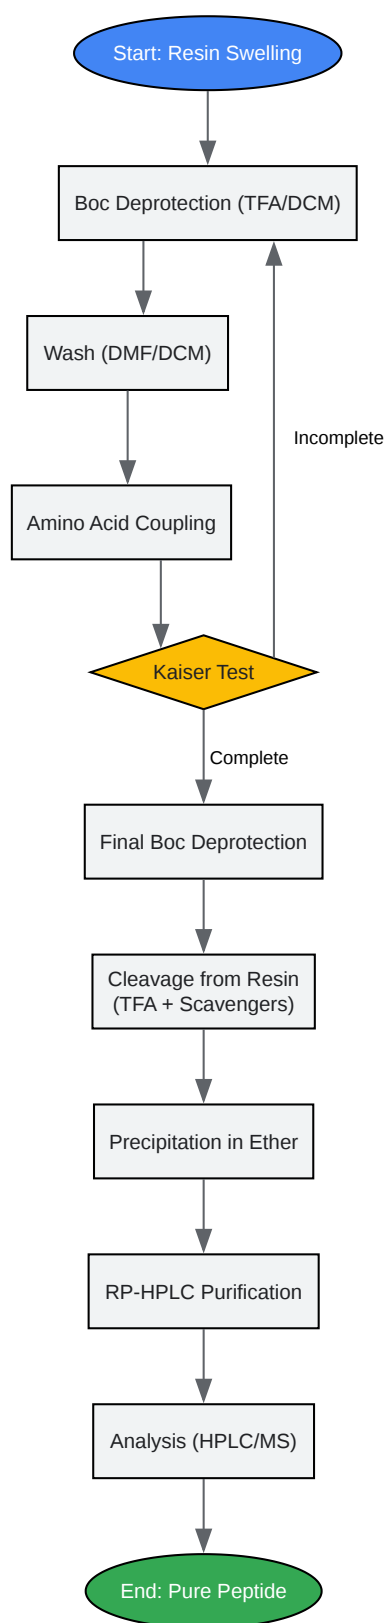 Start: Resin Swelling
Boc Deprotection (TFA/DCM)
Wash (DMF/DCM)
Incomplete
Amino Acid Coupling
Kaiser Test
Complete
Final Boc Deprotection
Cleavage from Resin
(TFA + Scavengers)
Precipitation in Ether
RP-HPLC Purification
Analysis (HPLC/MS)
End: Pure Peptide